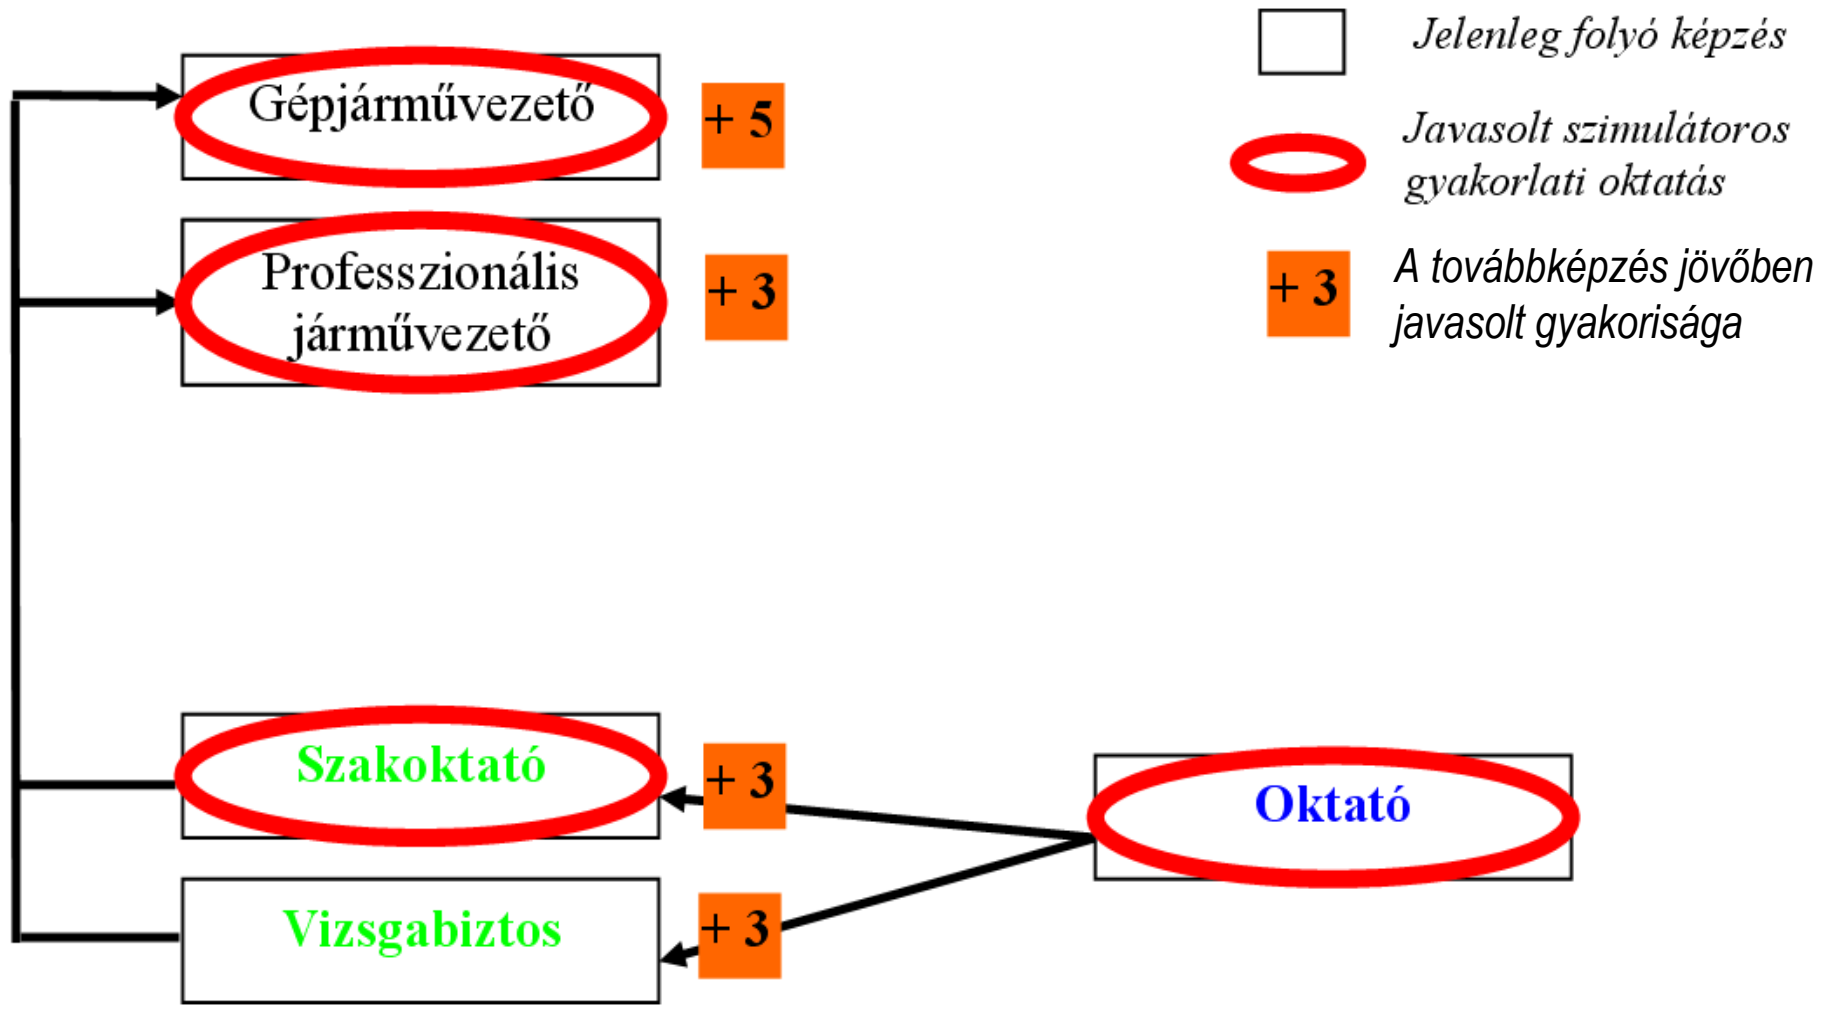 Gépjárművezető
+ 5
Professzionális
járművezető
+ 3
Szakoktató
+ 3
Vizsgabiztos
+ 3
Oktató
Jelenleg folyó képzés
Javasolt szimulátoros
gyakorlati oktatás
+ 3
A továbbképzés jövőben
javasolt gyakorisága